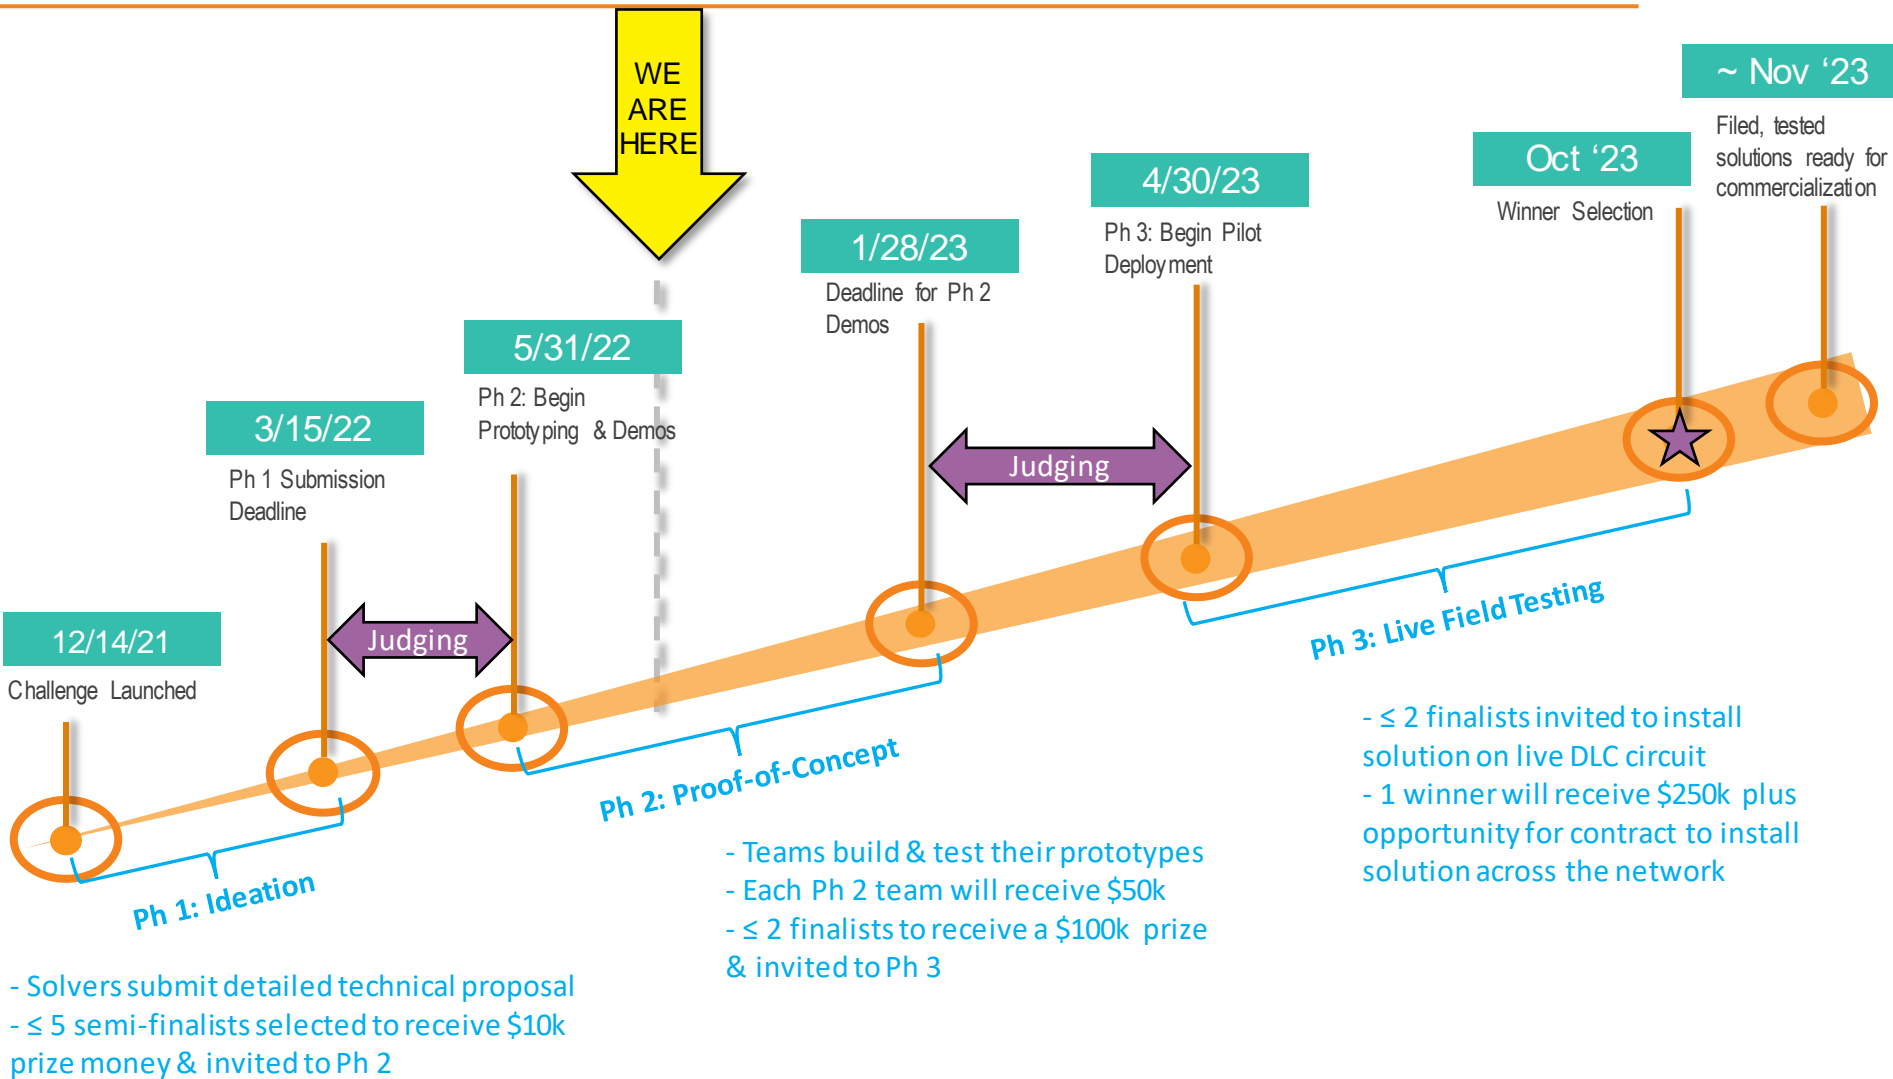 WE
ARE
HERE
~ Nov ‘23
Filed, tested
solutions ready for
commercialization
Oct ‘23
Winner Selection
4/30/23
Ph 3: Begin Pilot
Deployment
1/28/23
Deadline for Ph 2
Demos
5/31/22
Ph 2: Begin
Prototyping & Demos
3/15/22
Ph 1 Submission
Deadline
12/14/21
Challenge Launched
Judging
Judging
Ph 1: Ideation
- Solvers submit detailed technical proposal
- ≤ 5 semi-finalists selected to receive $10k
prize money & invited to Ph 2
Ph 2: Proof-of-Concept
- Teams build & test their prototypes
- Each Ph 2 team will receive $50k
- ≤ 2 finalists to receive a $100k prize
& invited to Ph 3
Ph 3: Live Field Testing
- ≤ 2 finalists invited to install
solution on live DLC circuit
- 1 winner will receive $250k plus
opportunity for contract to install
solution across the network